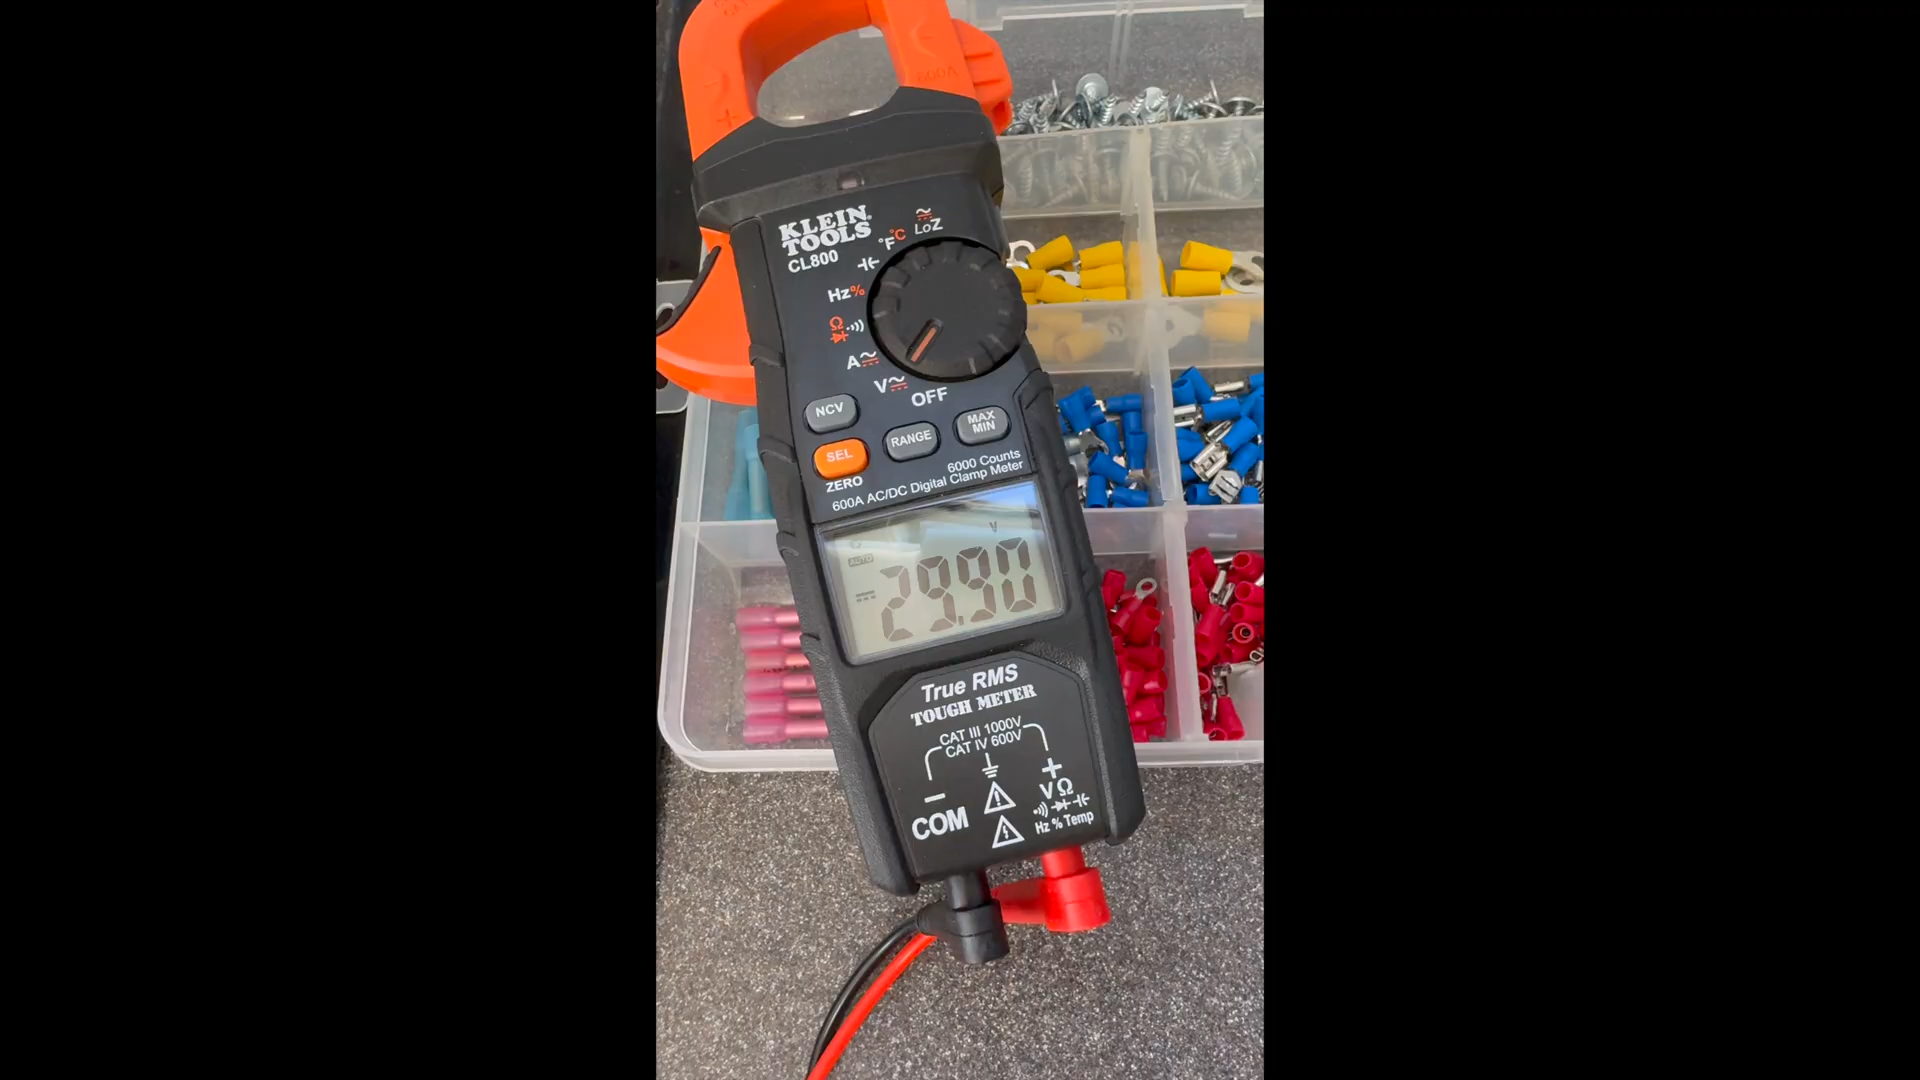 600A
KLEIN
TOOLS®
CL800
LoZ
°F°C
Hz%
Ω
A
V
OFF
NCV
RANGE
MAX
MIN
SEL
ZERO
6000 Counts
600A AC/DC Digital Clamp Meter
V
AUTO
29.90
True RMS
TOUGH METER
CAT III 1000V
CAT IV 600V
− +
COM
VΩ
Hz % Temp